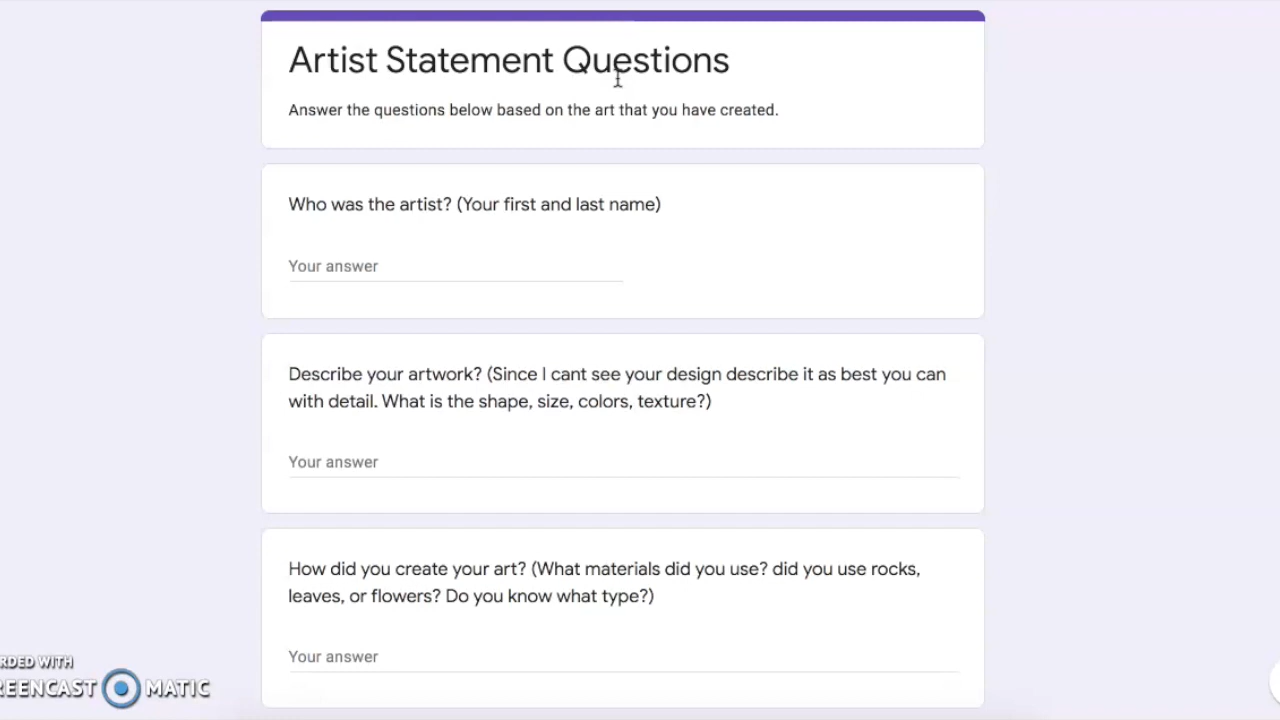 Artist Statement Questions
Answer the questions below based on the art that you have created.
Who was the artist? (Your first and last name)
Your answer
Describe your artwork? (Since I cant see your design describe it as best you can
with detail. What is the shape, size, colors, texture?)
Your answer
How did you create your art? (What materials did you use? did you use rocks,
leaves, or flowers? Do you know what type?)
Your answer
RDED WITH
REENCAST MATIC